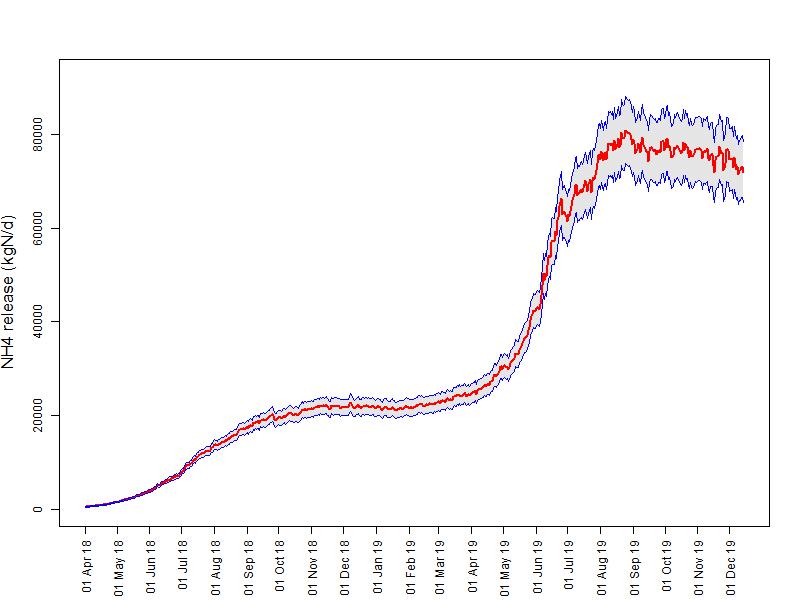 NH4 release (kgN/d)
80000
60000
40000
20000
0
01 Apr 18
01 May 18
01 Jun 18
01 Jul 18
01 Aug 18
01 Sep 18
01 Oct 18
01 Nov 18
01 Dec 18
01 Jan 19
01 Feb 19
01 Mar 19
01 Apr 19
01 May 19
01 Jun 19
01 Jul 19
01 Aug 19
01 Sep 19
01 Oct 19
01 Nov 19
01 Dec 19